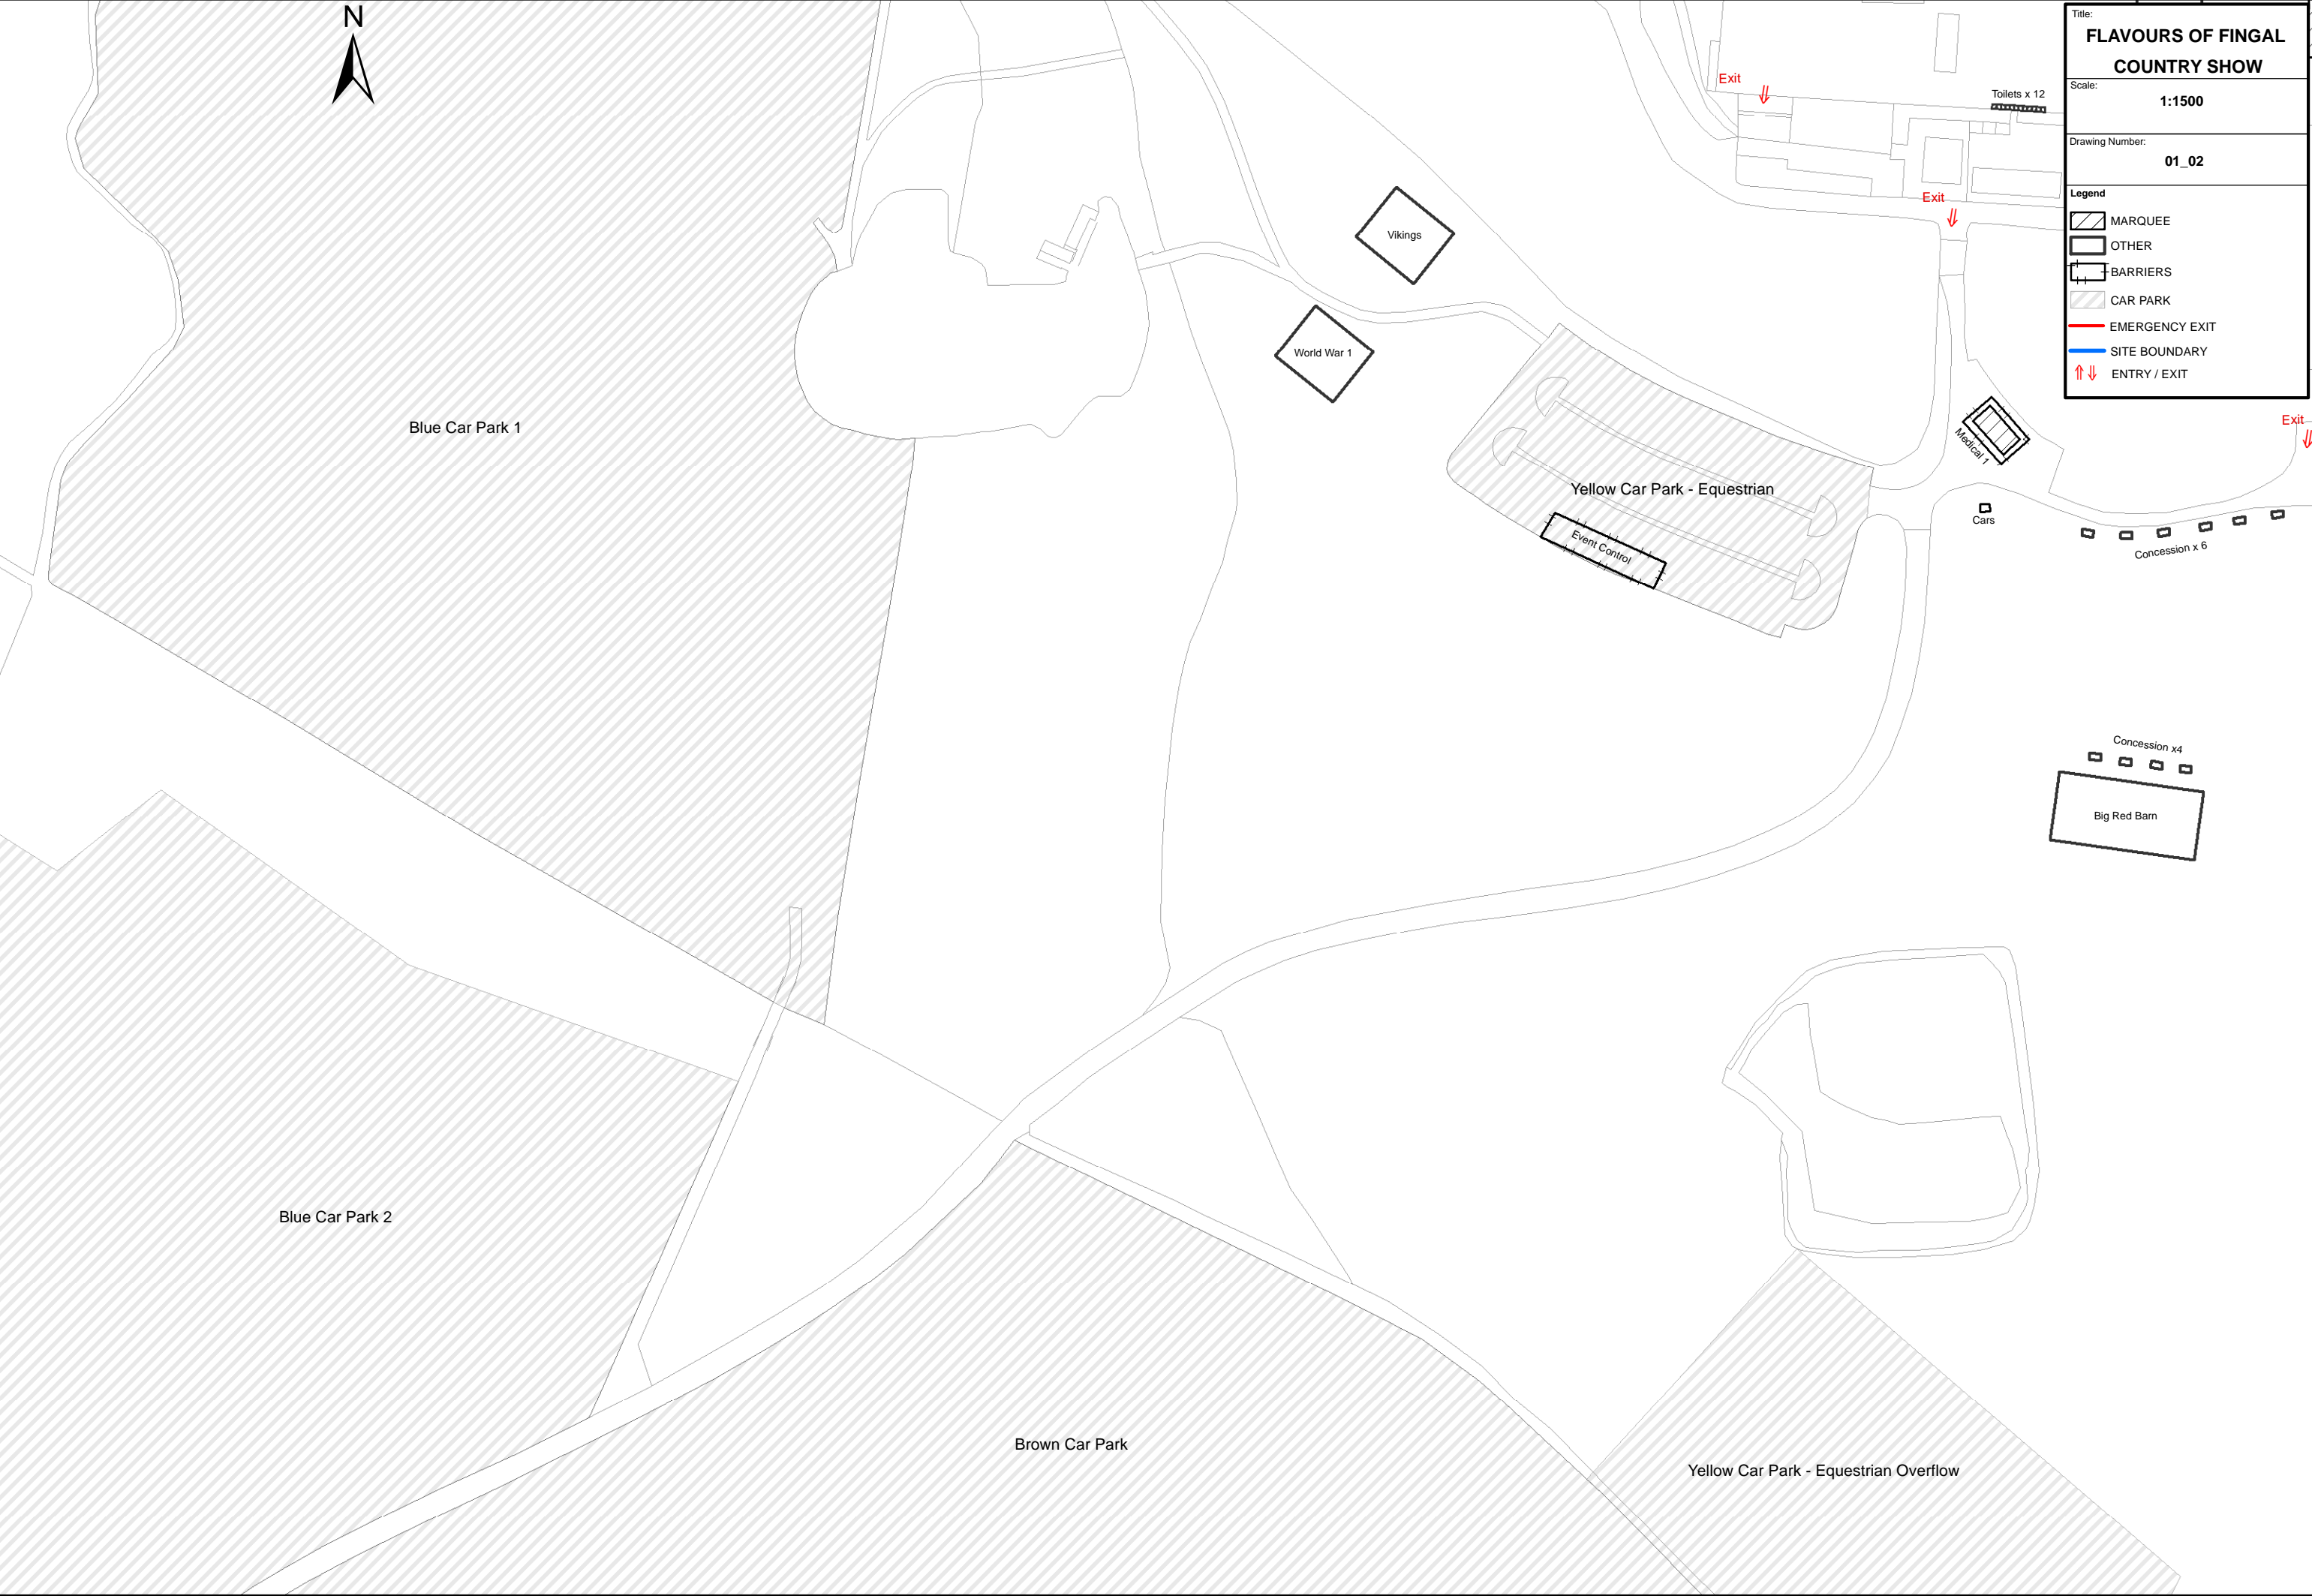 N
Title:
FLAVOURS OF FINGAL
COUNTRY SHOW
Scale:
1:1500
Drawing Number:
01_02
Legend
MARQUEE
OTHER
BARRIERS
CAR PARK
EMERGENCY EXIT
SITE BOUNDARY
ENTRY / EXIT
Exit
Toilets x 12
Exit
Vikings
World War 1
Exit
Blue Car Park 1
Medical 1
Yellow Car Park - Equestrian
Cars
Event Control
Concession x 6
Concession x4
Big Red Barn
Blue Car Park 2
Brown Car Park
Yellow Car Park - Equestrian Overflow